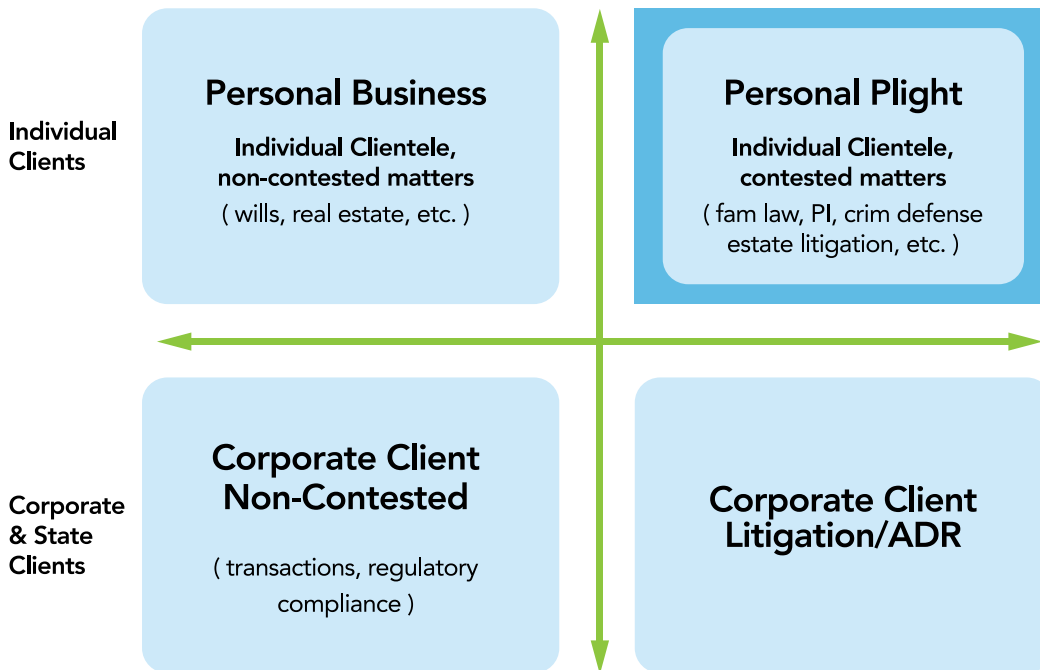 Individual
Clients
Personal Business
Individual Clientele,
non-contested matters
( wills, real estate, etc. )
Personal Plight
Individual Clientele,
contested matters
( fam law, PI, crim defense
estate litigation, etc. )
Corporate
& State
Clients
Corporate Client
Non-Contested
( transactions, regulatory
compliance )
Corporate Client
Litigation/ADR